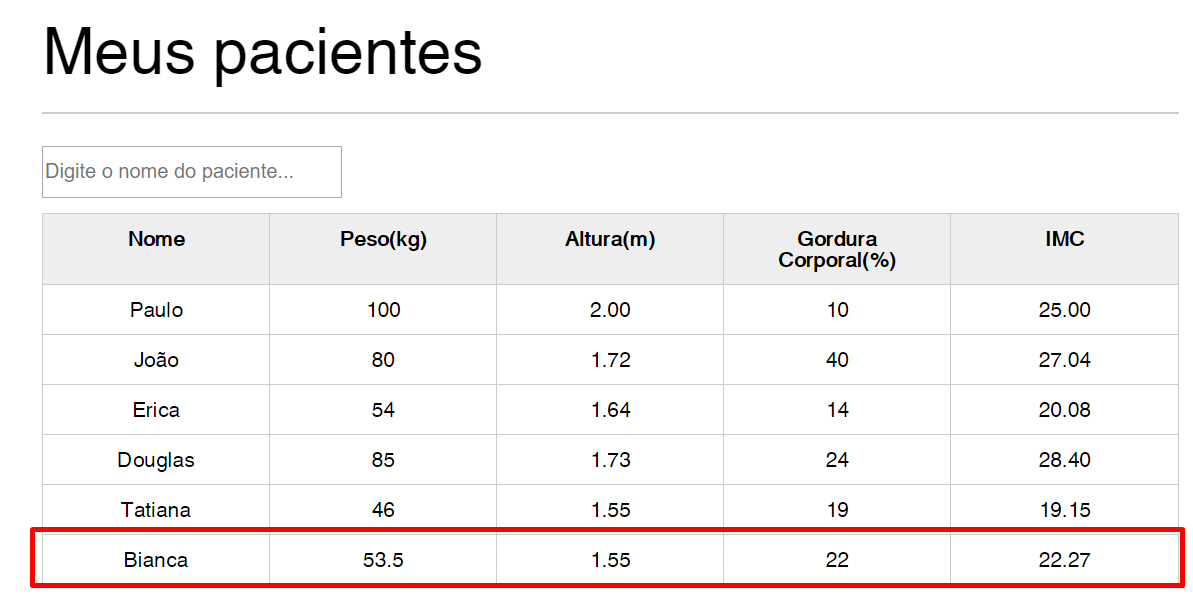 Meus pacientes
Digite o nome do paciente...
Nome Peso(kg) Altura(m) Gordura Corporal(%) IMC
Paulo 100 2.00 10 25.00
João 80 1.72 40 27.04
Erica 54 1.64 14 20.08
Douglas 85 1.73 24 28.40
Tatiana 46 1.55 19 19.15
Bianca 53.5 1.55 22 22.27